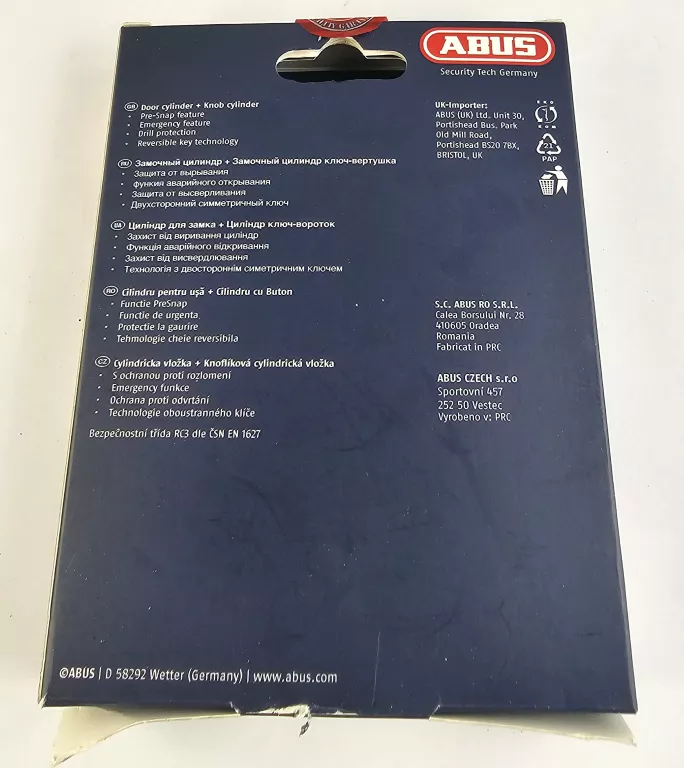 ABUS
Security Tech Germany
GB Door cylinder + Knob cylinder
• Pre-Snap feature
• Emergency feature
• Drill protection
• Reversible key technology
RU Замочный цилиндр + Замочный цилиндр ключ-вертушка
• Защита от вырывания
• функия аварийного открывания
• Защита от высверливания
• Двухсторонний симметричный ключ
UA Циліндр для замка + Циліндр ключ-вороток
• Захист від виривання циліндр
• Функція аварійного відкривання
• Захист від висвердлювання
• Технологія з двостороннім симетричним ключем
RO Cilindru pentru ușă + Cilindru cu Buton
• Functie PreSnap
• Functie de urgenta
• Protectie la gaurire
• Tehmologie cheie reversibila
CZ Cylindrická vložka + Knoflíková cylindrická vložka
• S ochranou proti rozlomení
• Emergency funkce
• Ochrana proti odvrtání
• Technologie oboustranného klíče
Bezpečnostní třída RC3 dle ČSN EN 1627
UK-Importer:
ABUS (UK) Ltd. Unit 30,
Portishead Bus. Park
Old Mill Road,
Portishead BS20 7BX,
BRISTOL, UK
21
PAP
S.C. ABUS RO S.R.L.
Calea Borsului Nr. 28
410605 Oradea
Romania
Fabricat in PRC
ABUS CZECH s.r.o
Sportovní 457
252 50 Vestec
Vyrobeno v: PRC
©ABUS | D 58292 Wetter (Germany) | www.abus.com